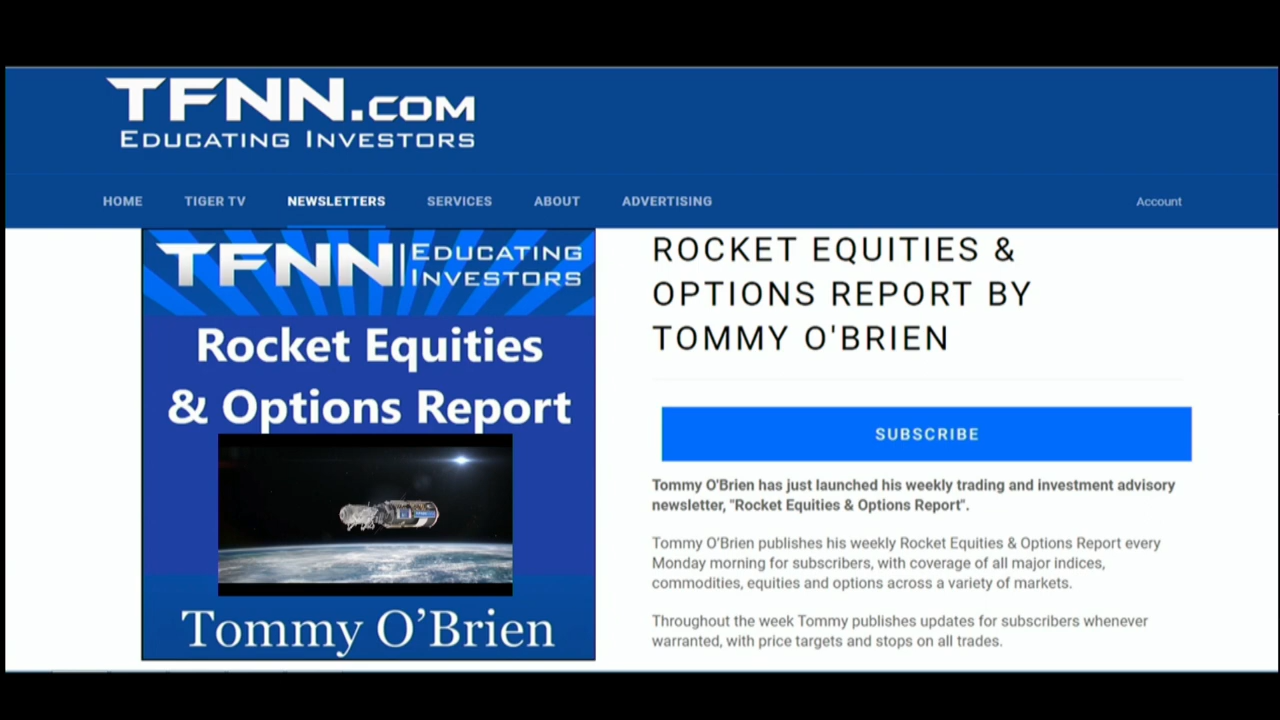 TFNN.COM
EDUCATING INVESTORS
HOME TIGER TV NEWSLETTERS SERVICES ABOUT ADVERTISING Account
TFNN | EDUCATING
INVESTORS
Rocket Equities
& Options Report
Tommy O’Brien
ROCKET EQUITIES &
OPTIONS REPORT BY
TOMMY O'BRIEN
SUBSCRIBE
Tommy O'Brien has just launched his weekly trading and investment advisory
newsletter, "Rocket Equities & Options Report".
Tommy O’Brien publishes his weekly Rocket Equities & Options Report every
Monday morning for subscribers, with coverage of all major indices,
commodities, equities and options across a variety of markets.
Throughout the week Tommy publishes updates for subscribers whenever
warranted, with price targets and stops on all trades.